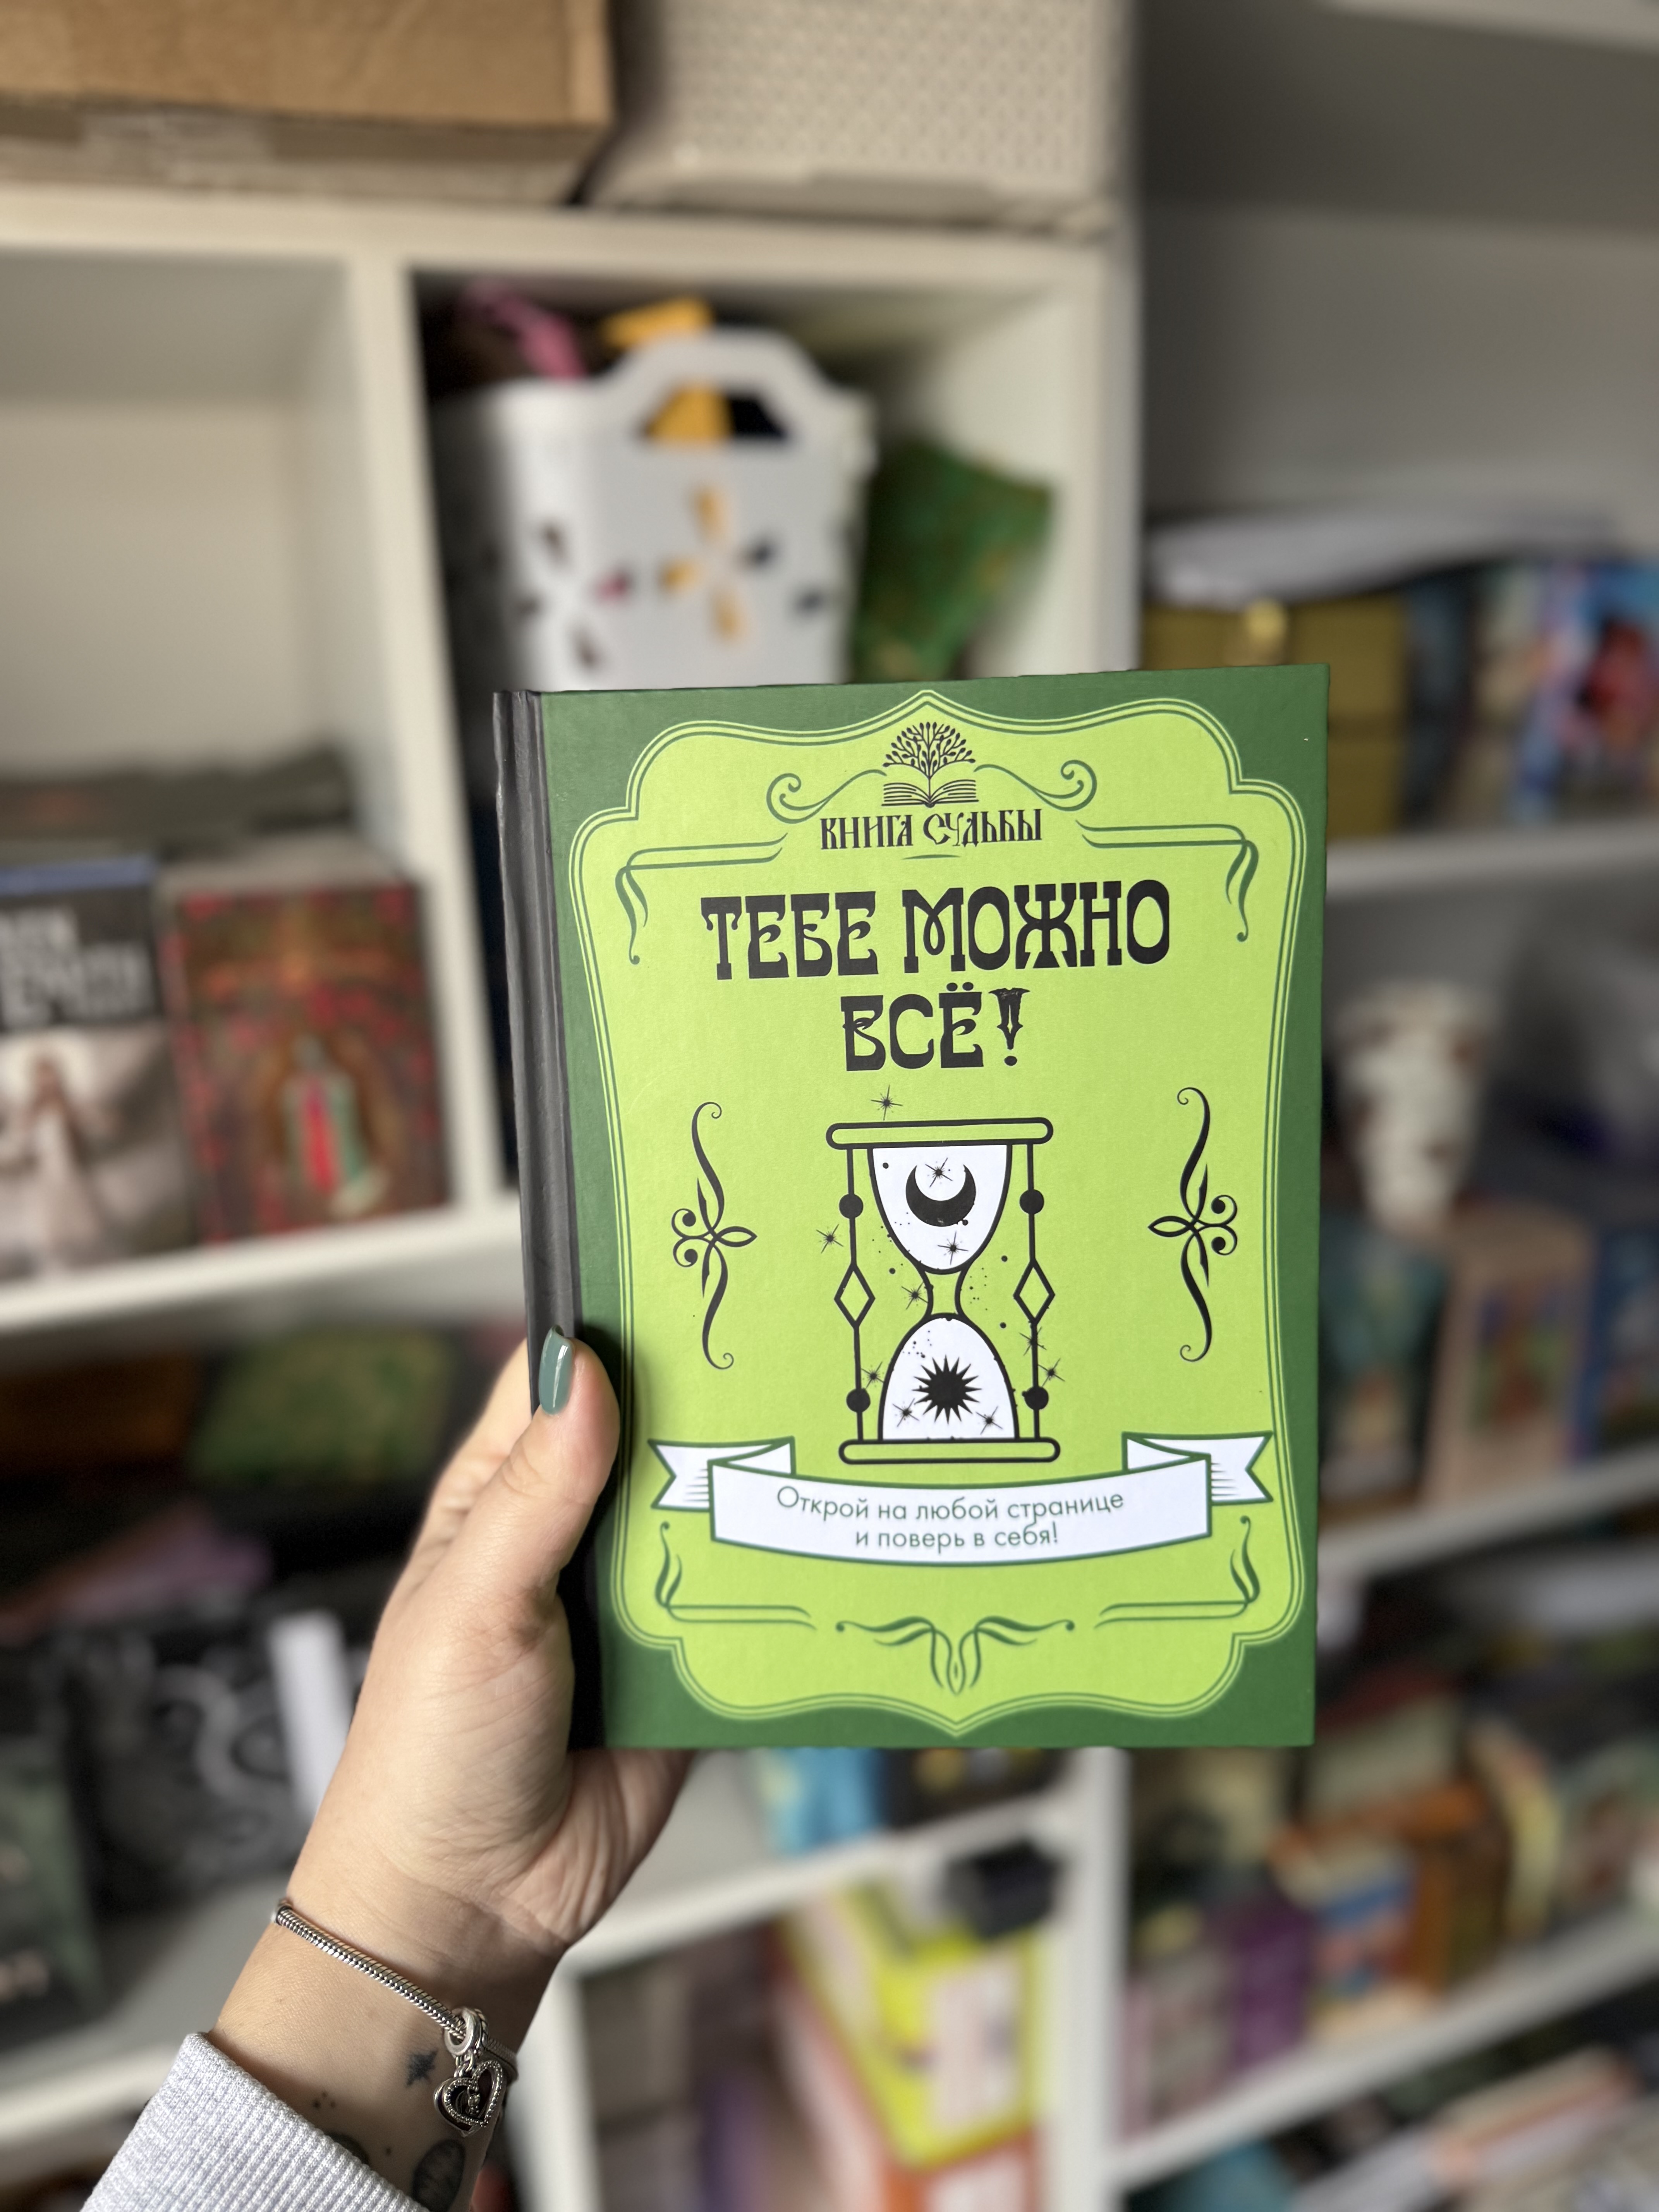 КНИГА СУДЬБЫ
ТЕБЕ МОЖНО
ВСЁ!
Открой на любой странице
и поверь в себя!